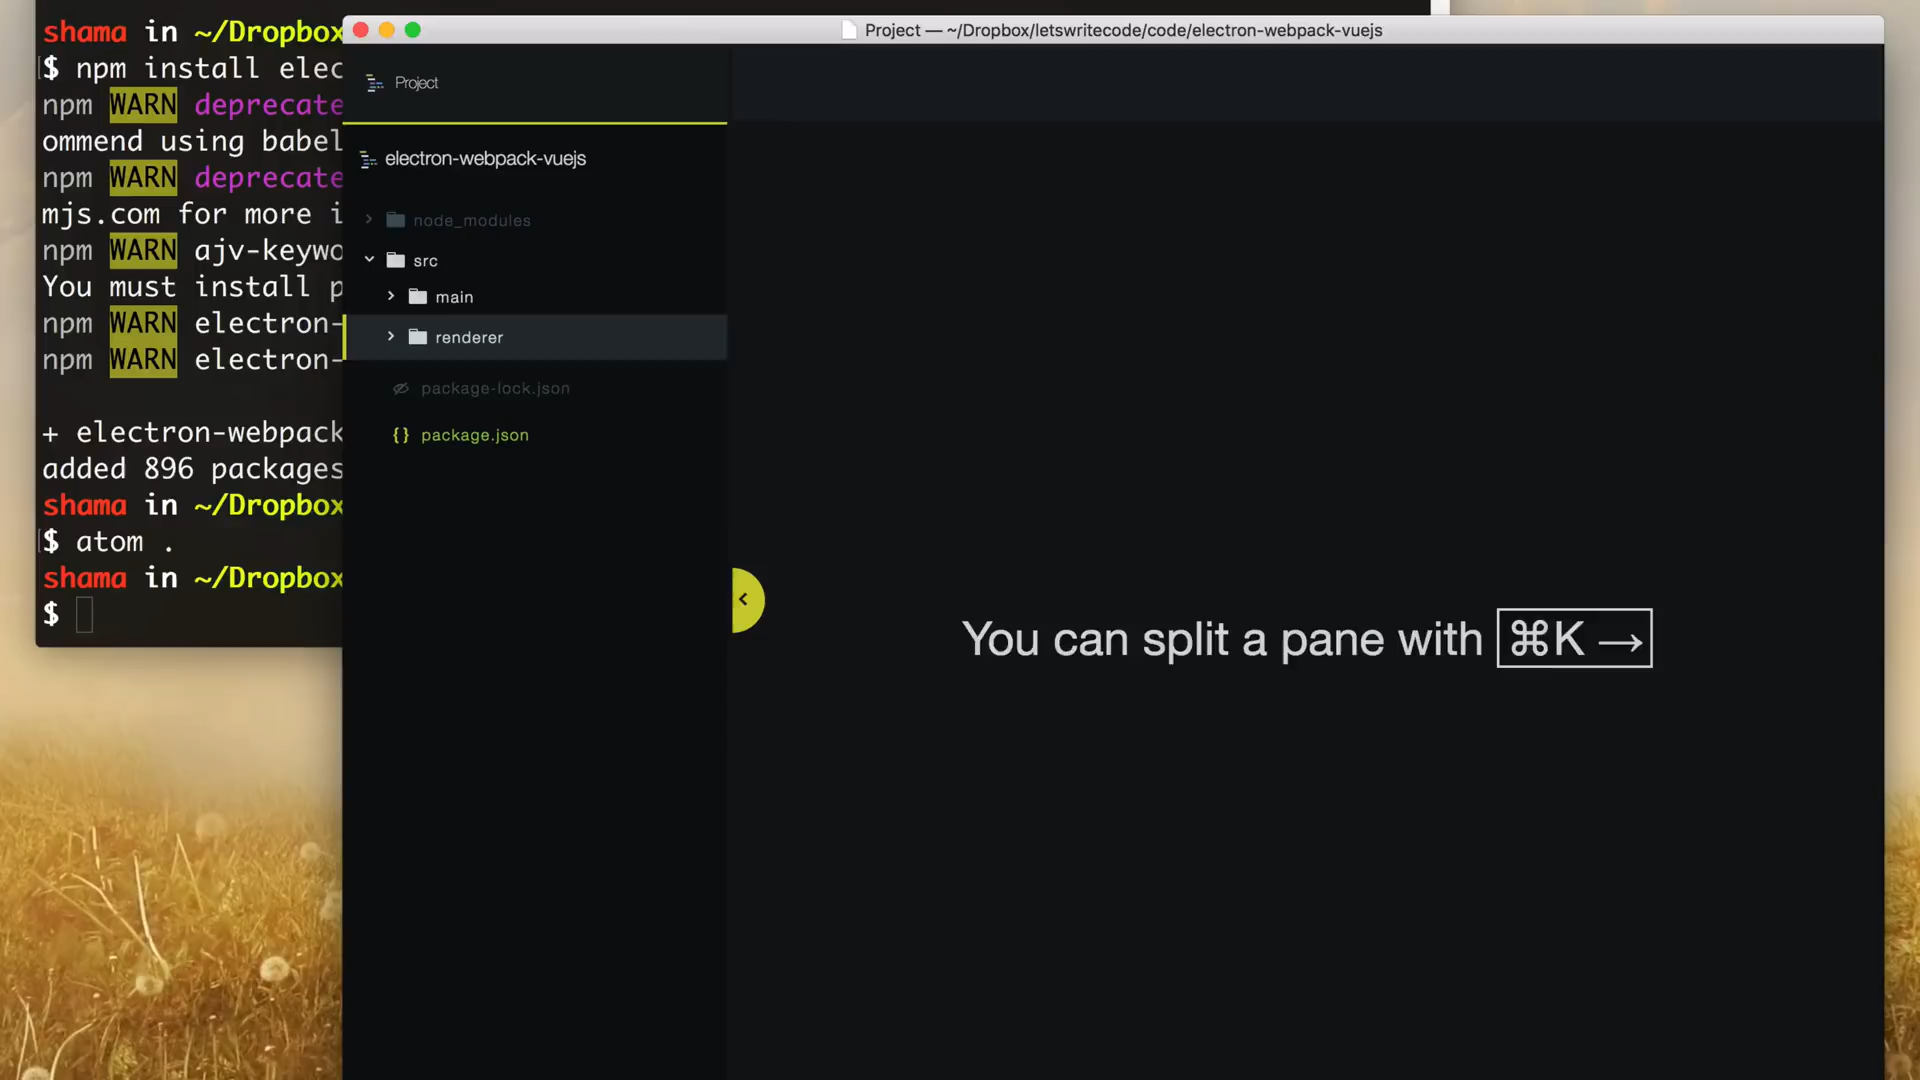 shama in ~/Dropbox
$ npm install elec
npm WARN deprecate
ommend using babel
npm WARN deprecate
mjs.com for more i
npm WARN ajv-keywo
You must install p
npm WARN electron-
npm WARN electron-
+ electron-webpack
added 896 packages
shama in ~/Dropbox
$ atom .
shama in ~/Dropbox
$
Project — ~/Dropbox/letswritecode/code/electron-webpack-vuejs
Project
electron-webpack-vuejs
node_modules
src
main
renderer
package-lock.json
{} package.json
You can split a pane with ⌘K →